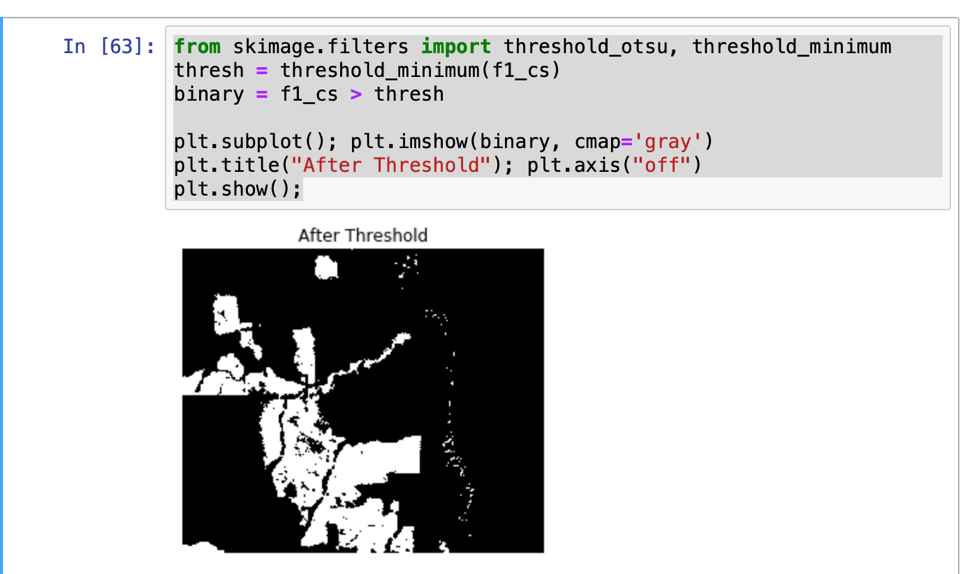 In [63]:
from skimage.filters import threshold_otsu, threshold_minimum
thresh = threshold_minimum(f1_cs)
binary = f1_cs > thresh
plt.subplot(); plt.imshow(binary, cmap='gray')
plt.title("After Threshold"); plt.axis("off")
plt.show();
After Threshold